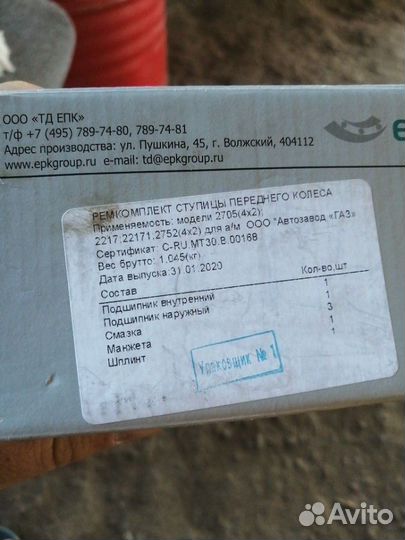 ООО «ТД ЕПК»
т/ф +7 (495) 789-74-80, 789-74-81
Адрес производства: ул. Пушкина, 45, г. Волжский, 404112
www.epkgroup.ru e-mail: td@epkgroup.ru
РЕМКОМПЛЕКТ СТУПИЦЫ ПЕРЕДНЕГО КОЛЕСА
Применяемость: модели 2705(4х2);
2217;22171,2752(4х2) для а/м ООО "Автозавод «ГАЗ»
Сертификат: C-RU.МТ30.В.00168
Вес брутто: 1.045(кг)
Дата выпуска:3) 01.2020
Состав Кол-во,шт
Подшипник внутренний 1
Подшипник наружный 1
Смазка 3
Манжета 1
Шплинт 1
Упаковщик № 1
Avito